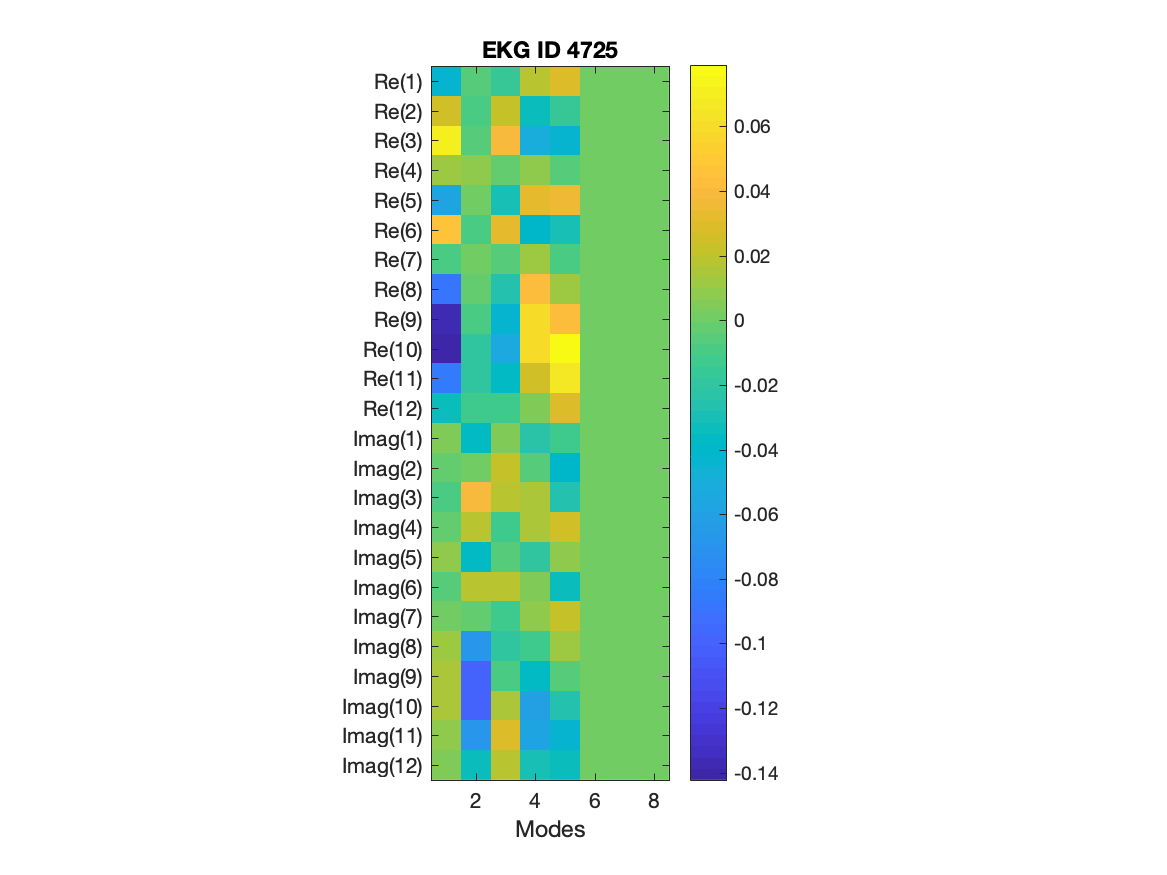 EKG ID 4725
Re(1)
Re(2)
Re(3)
Re(4)
Re(5)
Re(6)
Re(7)
Re(8)
Re(9)
Re(10)
Re(11)
Re(12)
Imag(1)
Imag(2)
Imag(3)
Imag(4)
Imag(5)
Imag(6)
Imag(7)
Imag(8)
Imag(9)
Imag(10)
Imag(11)
Imag(12)
2 4 6 8
Modes
0.06
0.04
0.02
0
-0.02
-0.04
-0.06
-0.08
-0.1
-0.12
-0.14